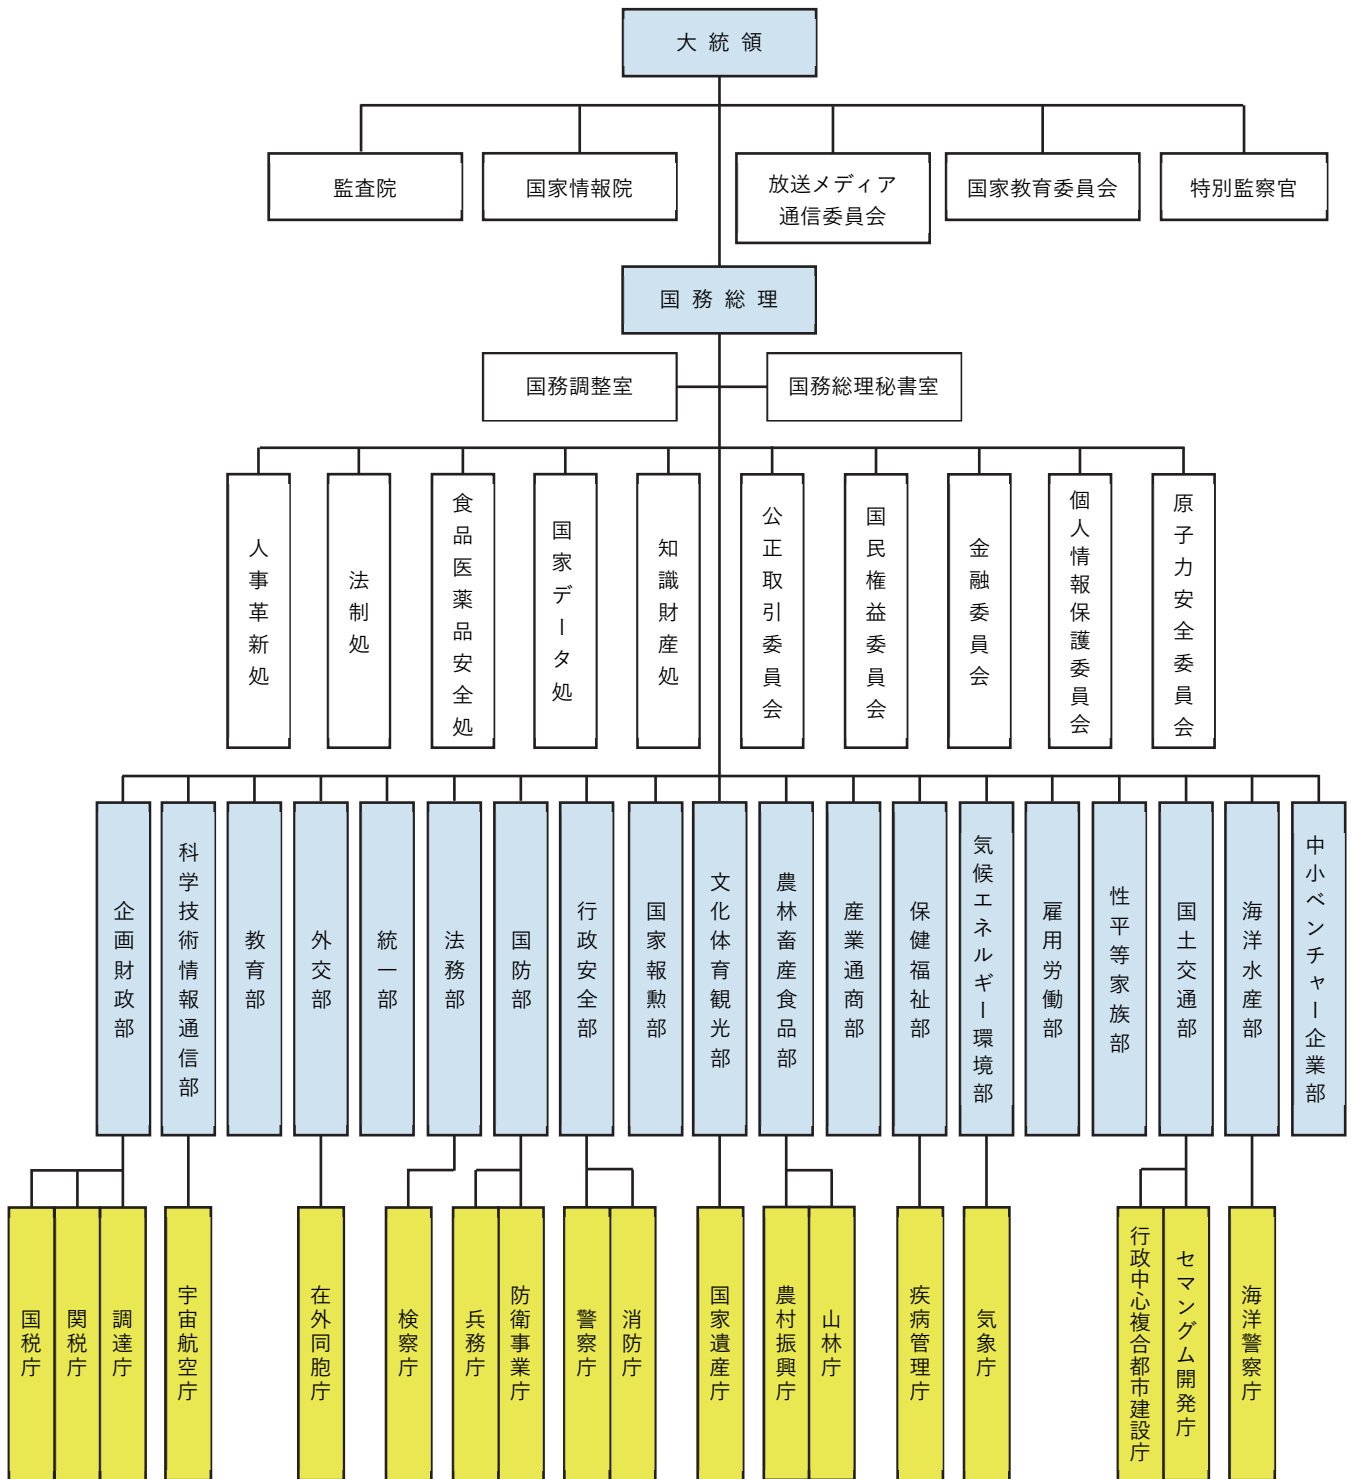 大統領
監査院
国家情報院
放送メディア
通信委員会
国家教育委員会
特別監察官
国務総理
国務調整室
国務総理秘書室
人事革新処
法制処
食品医薬品安全処
国家データ処
知識財産処
公正取引委員会
国民権益委員会
金融委員会
個人情報保護委員会
原子力安全委員会
企画財政部
科学技術情報通信部
教育部
外交部
統一部
法務部
国防部
行政安全部
国家報勲部
文化体育観光部
農林畜産食品部
産業通商部
保健福祉部
気候エネルギー環境部
雇用労働部
性平等家族部
国土交通部
海洋水産部
中小ベンチャー企業部
国税庁
関税庁
調達庁
宇宙航空庁
在外同胞庁
検察庁
兵務庁
防衛事業庁
警察庁
消防庁
国家遺産庁
農村振興庁
山林庁
疾病管理庁
気象庁
行政中心複合都市建設庁
セマングム開発庁
海洋警察庁